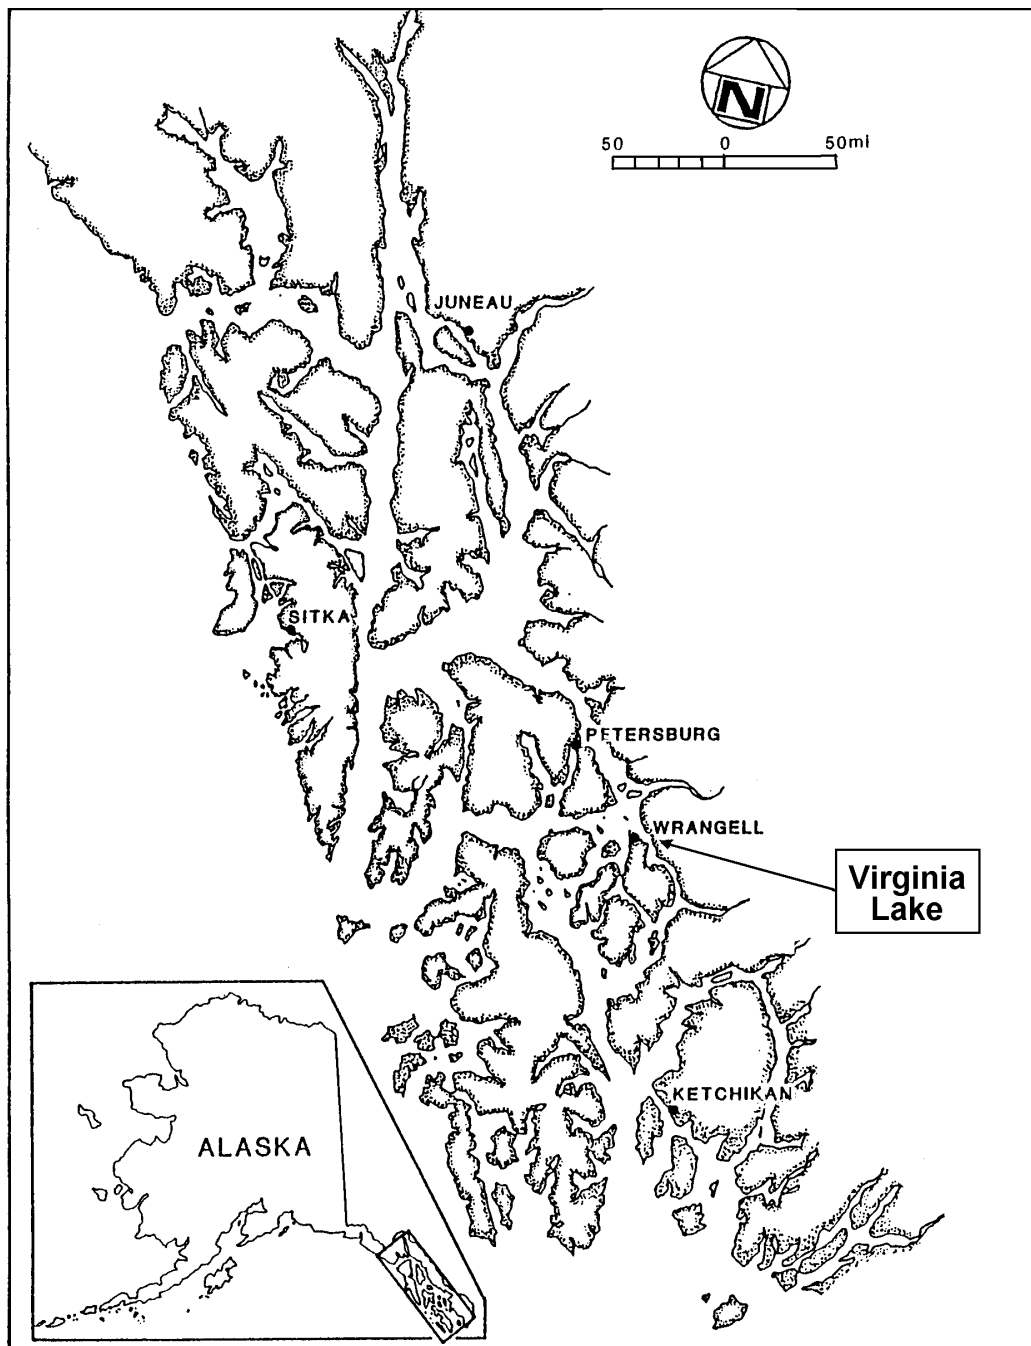 N
50 0 50mi
JUNEAU
SITKA
PETERSBURG
WRANGELL
Virginia
Lake
KETCHIKAN
ALASKA